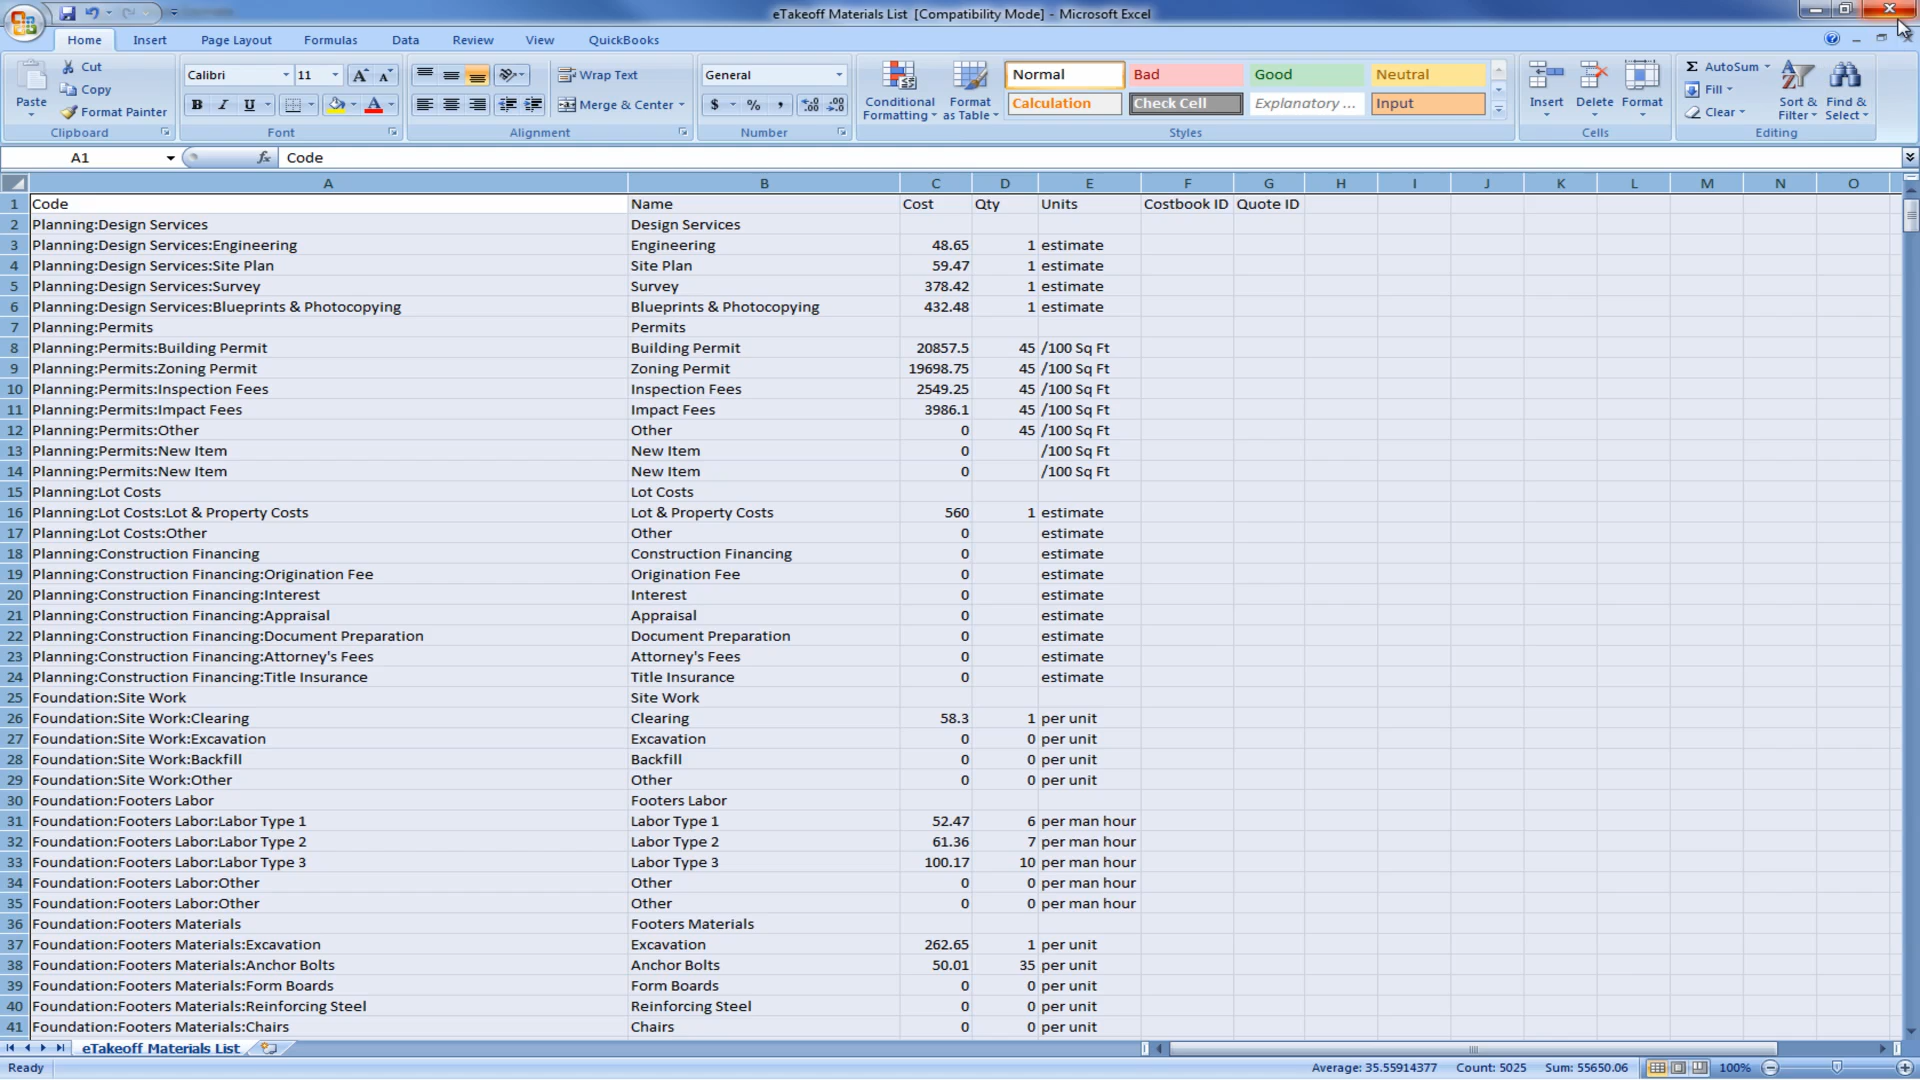 eTakeoff Materials List [Compatibility Mode] - Microsoft Excel
Home Insert Page Layout Formulas Data Review View QuickBooks
Paste Cut Copy Format Painter Clipboard
Calibri 11 B I U Font
Wrap Text Merge & Center Alignment
General $ % , Number
Conditional Formatting Format as Table Normal Bad Good Neutral Calculation Check Cell Explanatory ... Input Styles
Insert Delete Format Cells
Σ AutoSum Fill Clear Sort & Filter Find & Select Editing
A1 fx Code
A B C D E F G H I J K L M N O
1 Code Name Cost Qty Units Costbook ID Quote ID
2 Planning:Design Services Design Services
3 Planning:Design Services:Engineering Engineering 48.65 1 estimate
4 Planning:Design Services:Site Plan Site Plan 59.47 1 estimate
5 Planning:Design Services:Survey Survey 378.42 1 estimate
6 Planning:Design Services:Blueprints & Photocopying Blueprints & Photocopying 432.48 1 estimate
7 Planning:Permits Permits
8 Planning:Permits:Building Permit Building Permit 20857.5 45 /100 Sq Ft
9 Planning:Permits:Zoning Permit Zoning Permit 19698.75 45 /100 Sq Ft
10 Planning:Permits:Inspection Fees Inspection Fees 2549.25 45 /100 Sq Ft
11 Planning:Permits:Impact Fees Impact Fees 3986.1 45 /100 Sq Ft
12 Planning:Permits:Other Other 0 45 /100 Sq Ft
13 Planning:Permits:New Item New Item 0 /100 Sq Ft
14 Planning:Permits:New Item New Item 0 /100 Sq Ft
15 Planning:Lot Costs Lot Costs
16 Planning:Lot Costs:Lot & Property Costs Lot & Property Costs 560 1 estimate
17 Planning:Lot Costs:Other Other 0 estimate
18 Planning:Construction Financing Construction Financing 0 estimate
19 Planning:Construction Financing:Origination Fee Origination Fee 0 estimate
20 Planning:Construction Financing:Interest Interest 0 estimate
21 Planning:Construction Financing:Appraisal Appraisal 0 estimate
22 Planning:Construction Financing:Document Preparation Document Preparation 0 estimate
23 Planning:Construction Financing:Attorney's Fees Attorney's Fees 0 estimate
24 Planning:Construction Financing:Title Insurance Title Insurance 0 estimate
25 Foundation:Site Work Site Work
26 Foundation:Site Work:Clearing Clearing 58.3 1 per unit
27 Foundation:Site Work:Excavation Excavation 0 0 per unit
28 Foundation:Site Work:Backfill Backfill 0 0 per unit
29 Foundation:Site Work:Other Other 0 0 per unit
30 Foundation:Footers Labor Footers Labor
31 Foundation:Footers Labor:Labor Type 1 Labor Type 1 52.47 6 per man hour
32 Foundation:Footers Labor:Labor Type 2 Labor Type 2 61.36 7 per man hour
33 Foundation:Footers Labor:Labor Type 3 Labor Type 3 100.17 10 per man hour
34 Foundation:Footers Labor:Other Other 0 0 per man hour
35 Foundation:Footers Labor:Other Other 0 0 per man hour
36 Foundation:Footers Materials Footers Materials
37 Foundation:Footers Materials:Excavation Excavation 262.65 1 per unit
38 Foundation:Footers Materials:Anchor Bolts Anchor Bolts 50.01 35 per unit
39 Foundation:Footers Materials:Form Boards Form Boards 0 0 per unit
40 Foundation:Footers Materials:Reinforcing Steel Reinforcing Steel 0 0 per unit
41 Foundation:Footers Materials:Chairs Chairs 0 0 per unit
eTakeoff Materials List
Ready Average: 35.55914377 Count: 5025 Sum: 55650.06 100%